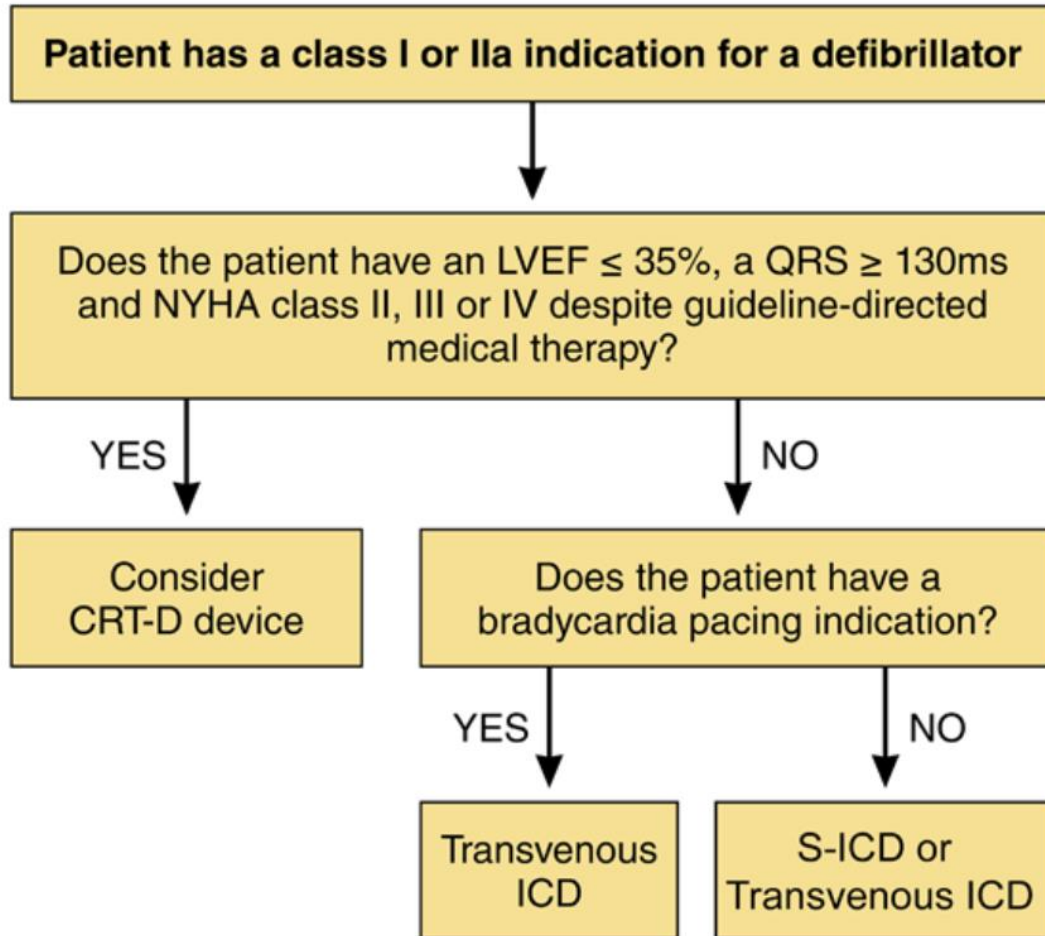 Patient has a class I or IIa indication for a defibrillator
Does the patient have an LVEF ≤ 35%, a QRS ≥ 130ms
and NYHA class II, III or IV despite guideline-directed
medical therapy?
YES
NO
Consider
CRT-D device
Does the patient have a
bradycardia pacing indication?
YES
NO
Transvenous
ICD
S-ICD or
Transvenous ICD